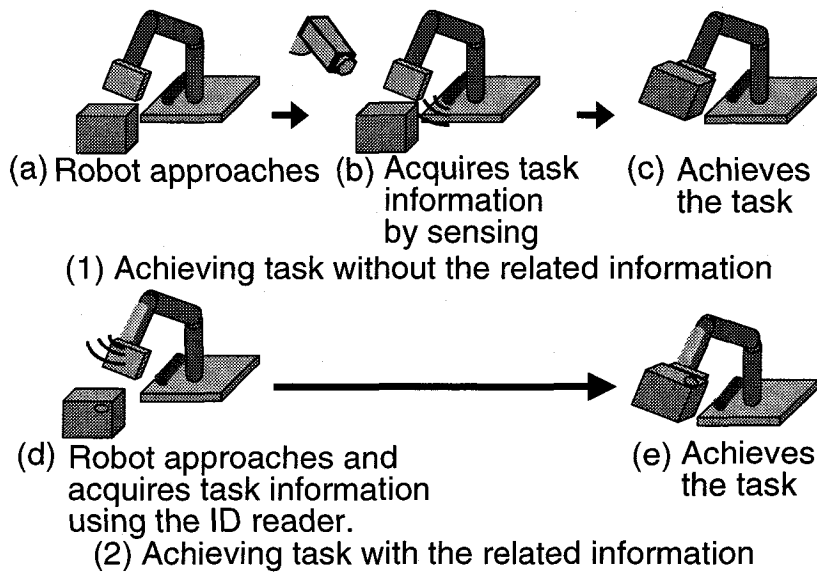 (a) Robot approaches
(b) Acquires task
information
by sensing
(c) Achieves
the task
(1) Achieving task without the related information
(d) Robot approaches and
acquires task information
using the ID reader.
(e) Achieves
the task
(2) Achieving task with the related information